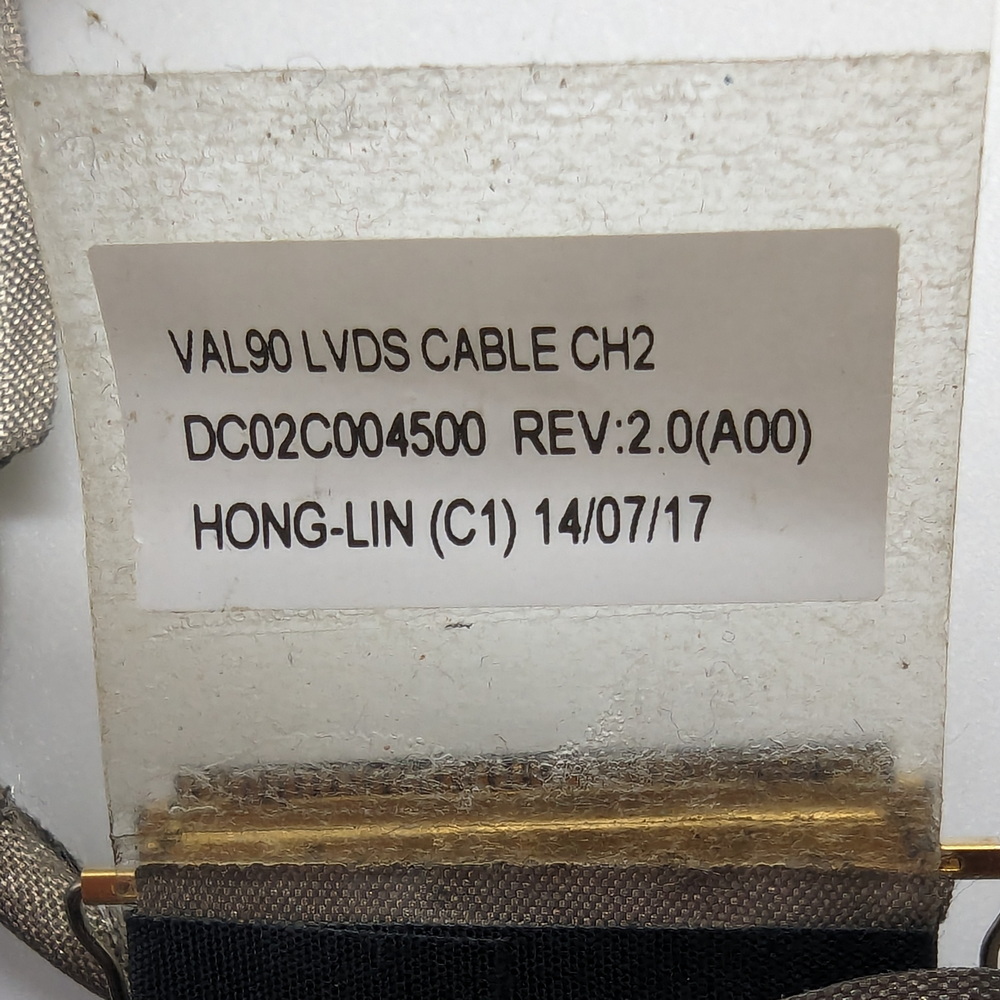 VAL90 LVDS CABLE CH2
DC02C004500 REV:2.0(A00)
HONG-LIN (C1) 14/07/17